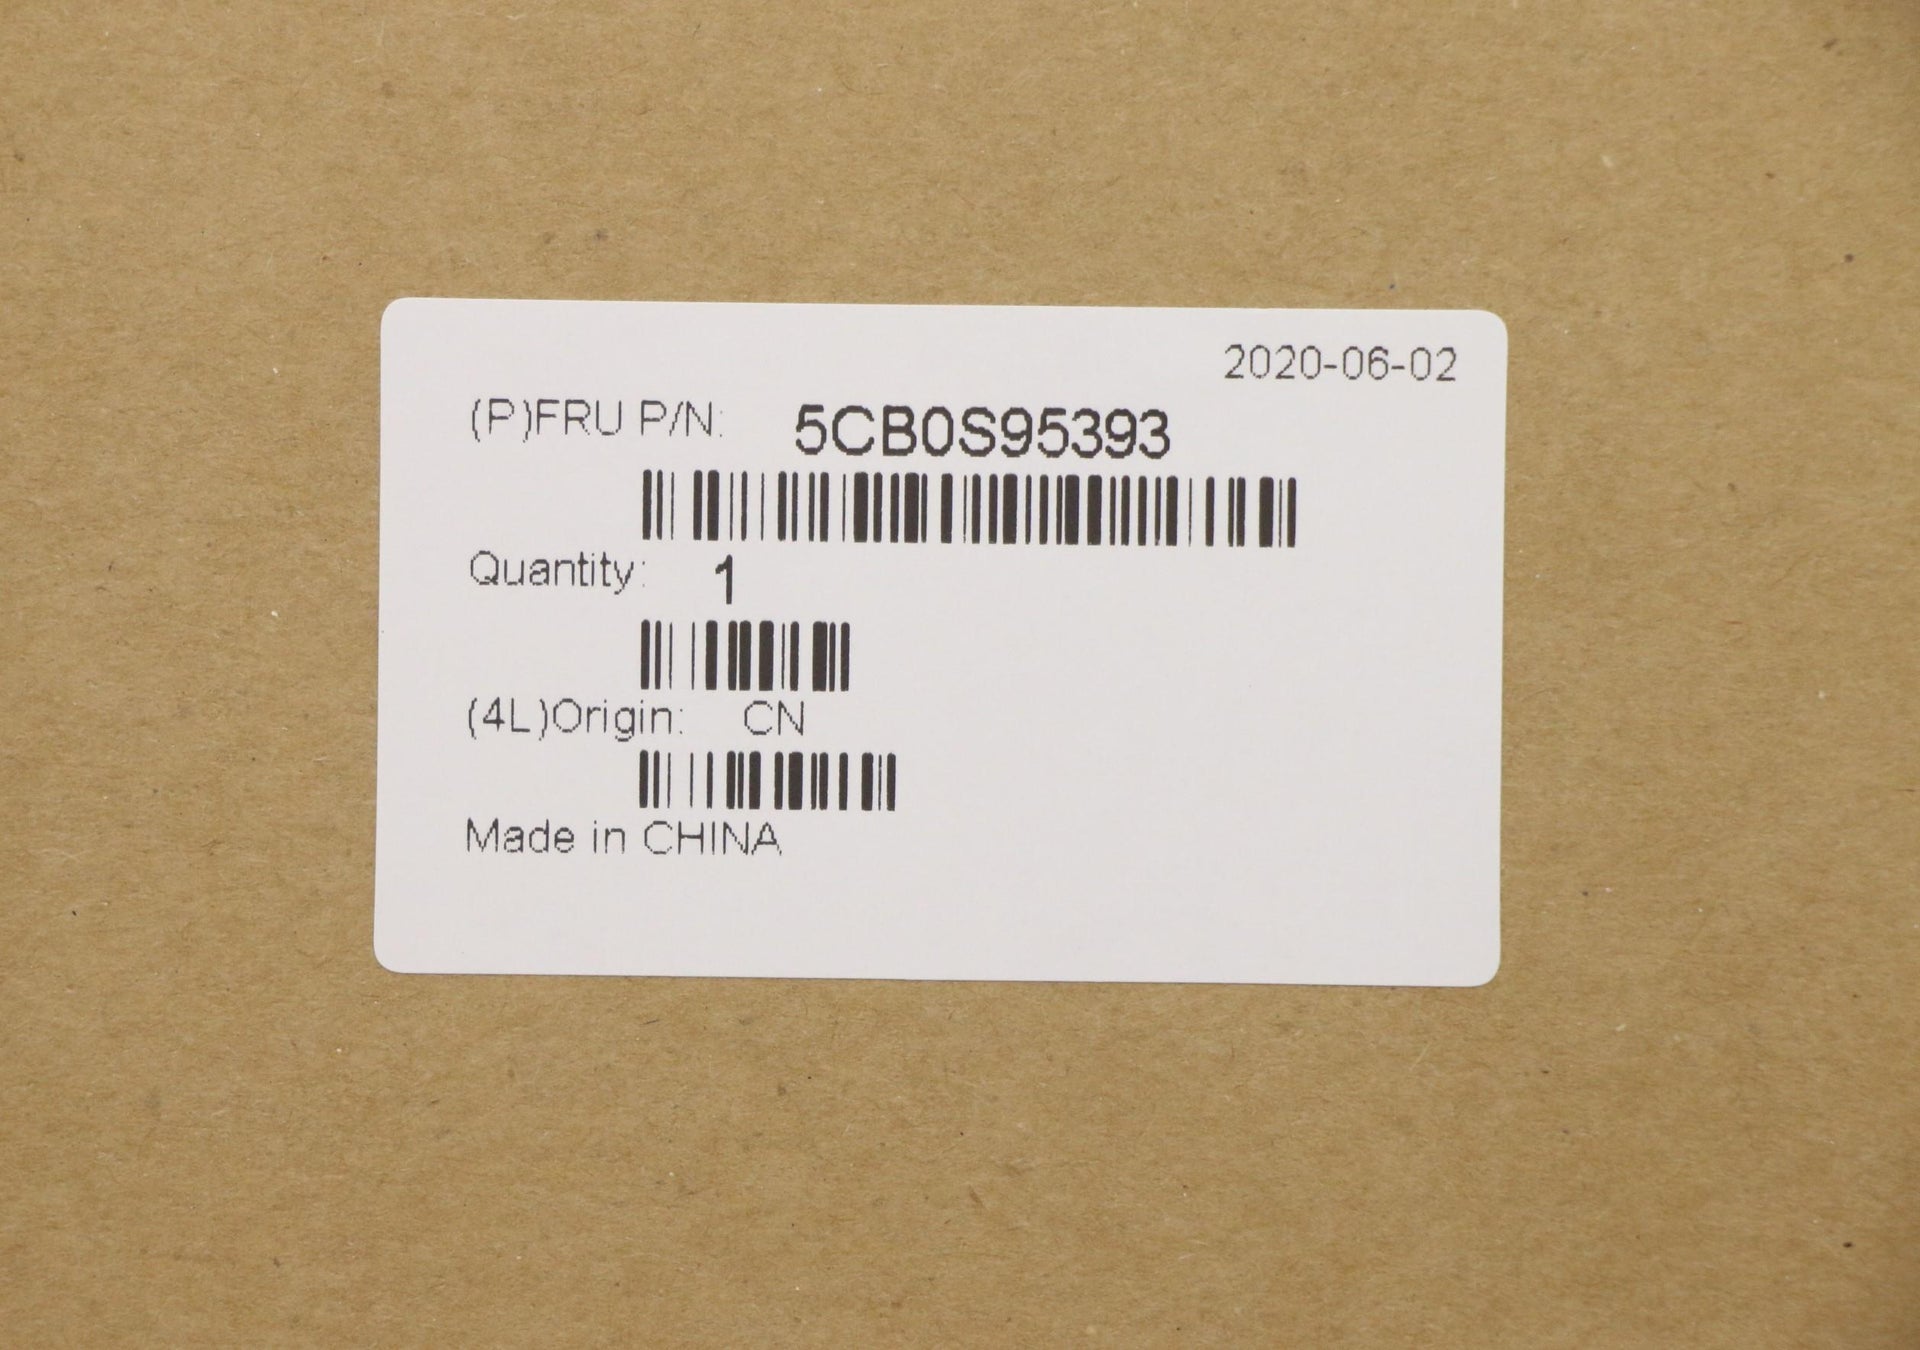 2020-06-02
(P)FRU P/N: 5CB0S95393
Quantity: 1
(4L)Origin: CN
Made in CHINA